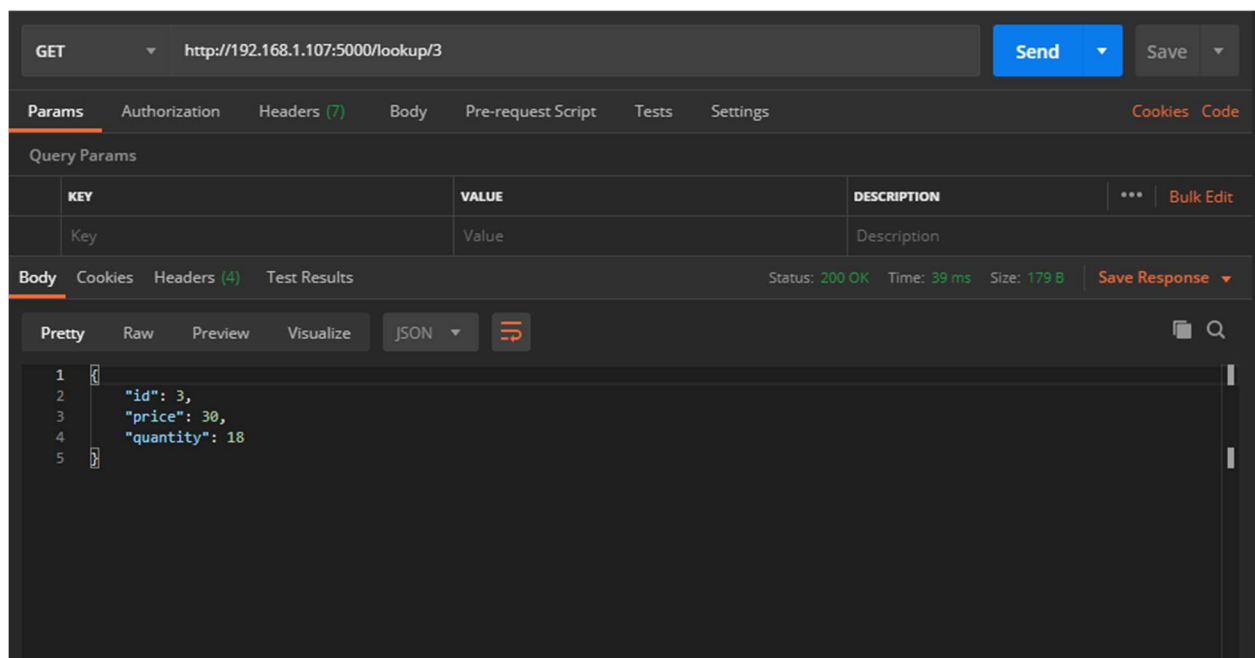 GET http://192.168.1.107:5000/lookup/3 Send Save
Params Authorization Headers (7) Body Pre-request Script Tests Settings Cookies Code
Query Params
KEY VALUE DESCRIPTION ••• Bulk Edit
Key Value Description
Body Cookies Headers (4) Test Results Status: 200 OK Time: 39 ms Size: 179 B Save Response
Pretty Raw Preview Visualize JSON
1 {
2 "id": 3,
3 "price": 30,
4 "quantity": 18
5 }